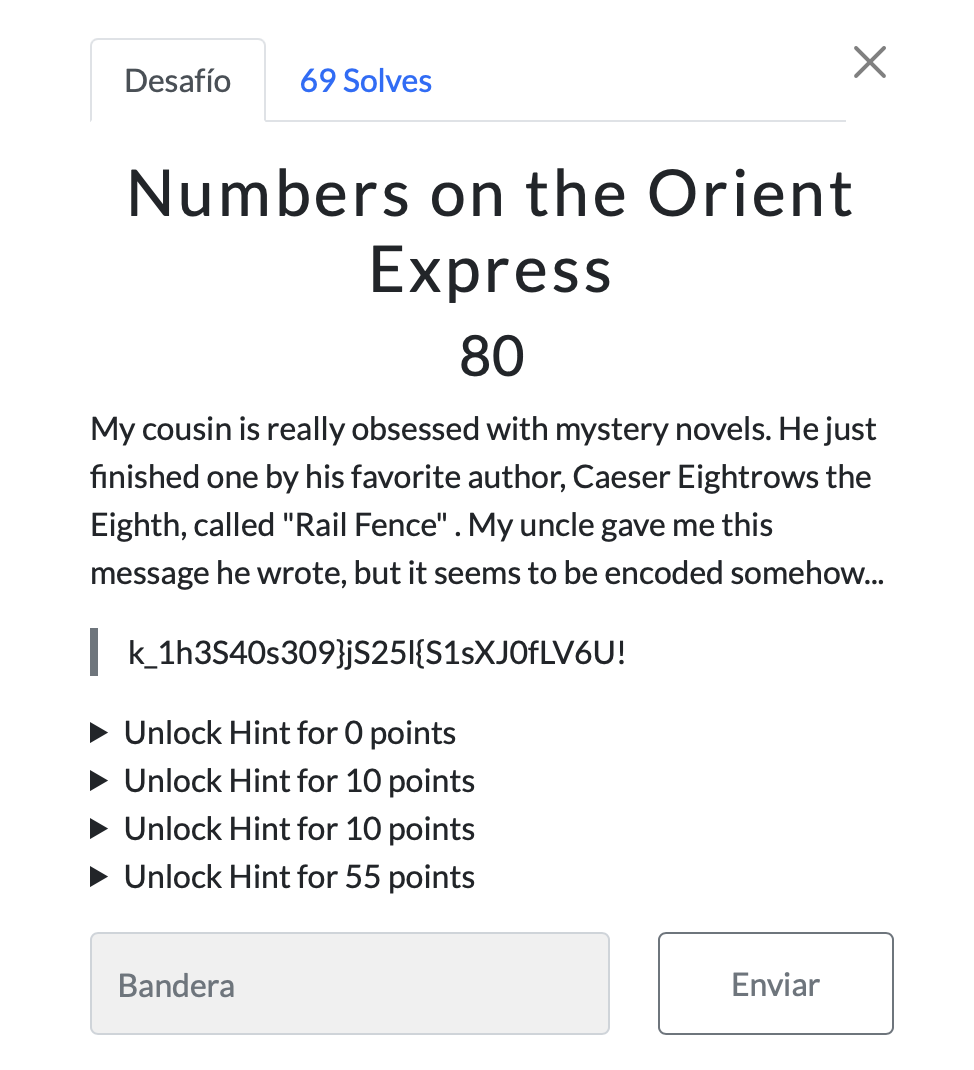 Desafío
69 Solves
Numbers on the Orient
Express
80
My cousin is really obsessed with mystery novels. He just
finished one by his favorite author, Caeser Eightrows the
Eighth, called "Rail Fence" . My uncle gave me this
message he wrote, but it seems to be encoded somehow...
k_1h3S40s309}jS25l{S1sXJ0fLV6U!
Unlock Hint for 0 points
Unlock Hint for 10 points
Unlock Hint for 10 points
Unlock Hint for 55 points
Bandera
Enviar